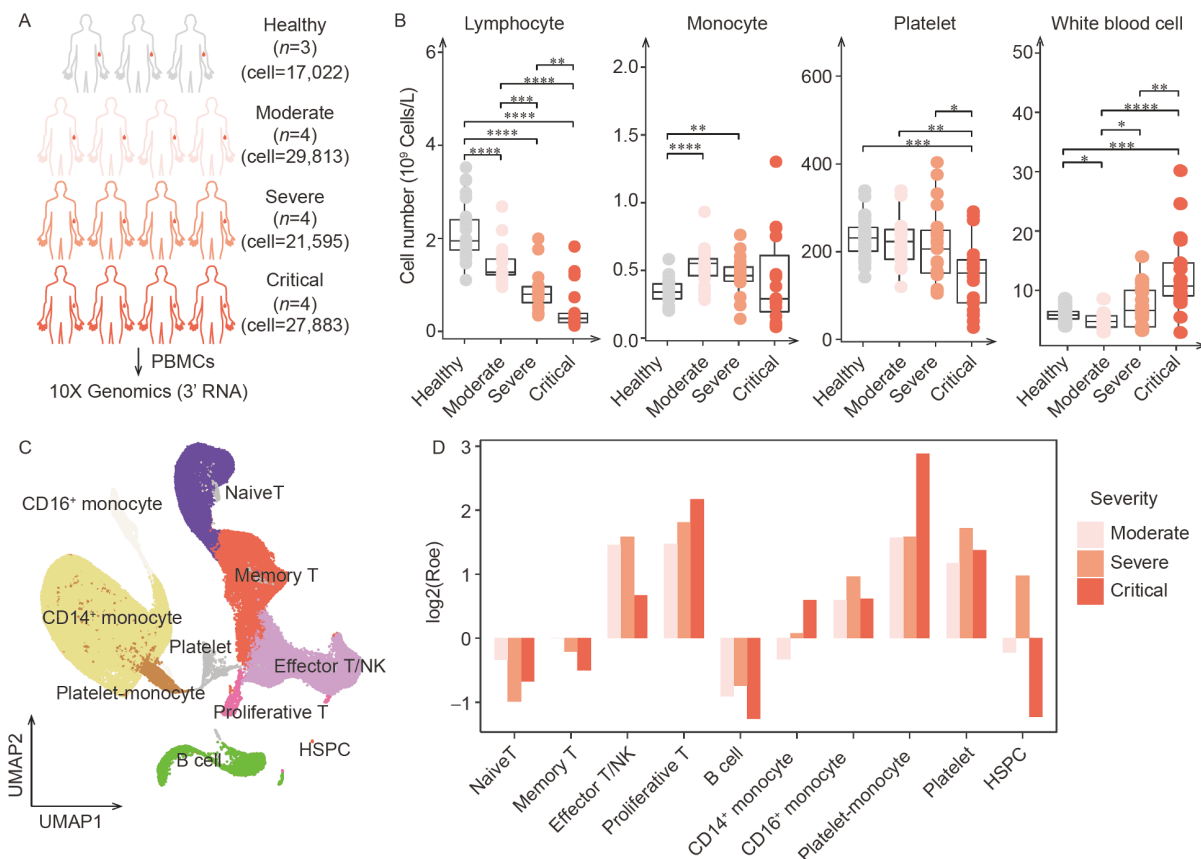 A
Healthy
(n=3)
(cell=17,022)
Moderate
(n=4)
(cell=29,813)
Severe
(n=4)
(cell=21,595)
Critical
(n=4)
(cell=27,883)
PBMCs
10X Genomics (3' RNA)
B
Cell number (10⁹ Cells/L)
Lymphocyte
**
****
***
****
****
****
6
4
2
0
Healthy
Moderate
Severe
Critical
Monocyte
**
****
2.0
1.5
1.0
0.5
0.0
Healthy
Moderate
Severe
Critical
Platelet
*
**
***
600
400
200
0
Healthy
Moderate
Severe
Critical
White blood cell
**
****
*
***
*
50
40
30
20
10
Healthy
Moderate
Severe
Critical
C
NaiveT
CD16⁺ monocyte
Memory T
CD14⁺ monocyte
Platelet
Effector T/NK
Platelet-monocyte
Proliferative T
HSPC
B cell
UMAP2
UMAP1
D
log2(Roe)
3
2
1
0
−1
NaiveT
Memory T
Effector T/NK
Proliferative T
B cell
CD14⁺ monocyte
CD16⁺ monocyte
Platelet-monocyte
Platelet
HSPC
Severity
Moderate
Severe
Critical